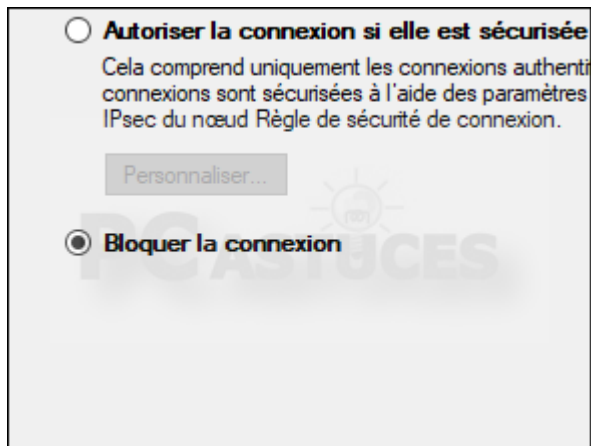 Autoriser la connexion si elle est sécurisée
Cela comprend uniquement les connexions authenti
connexions sont sécurisées à l'aide des paramètres
IPsec du nœud Règle de sécurité de connexion.
Personnaliser...
Bloquer la connexion
PC ASTUCES